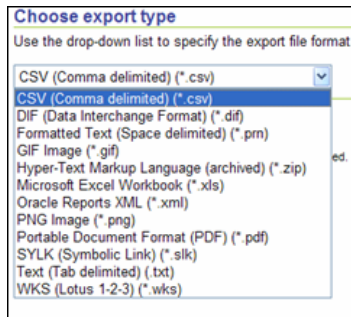 Choose export type
Use the drop-down list to specify the export file format
CSV (Comma delimited) (*.csv)
CSV (Comma delimited) (*.csv)
DIF (Data Interchange Format) (*.dif)
Formatted Text (Space delimited) (*.prn)
GIF Image (*.gif)
ed.
Hyper-Text Markup Language (archived) (*.zip)
Microsoft Excel Workbook (*.xls)
Oracle Reports XML (*.xml)
PNG Image (*.png)
Portable Document Format (PDF) (*.pdf)
SYLK (Symbolic Link) (*.slk)
Text (Tab delimited) (.txt)
WKS (Lotus 1-2-3) (*.wks)